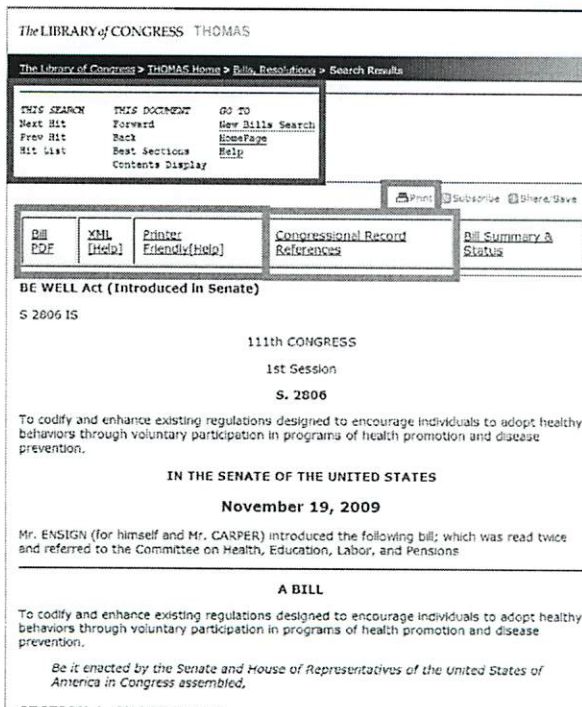 The LIBRARY of CONGRESS THOMAS
The Library of Congress > THOMAS Home > Bills, Resolutions > Search Results
THIS SEARCH THIS DOCUMENT GO TO
Next Hit Forward New Bills Search
Prev Hit Back HomePage
Hit List Best Sections Help
Contents Display
Print Subscribe Share/Save
Bill XML Printer Congressional Record Bill Summary &
PDF [Help] Friendly[Help] References Status
BE WELL Act (Introduced in Senate)
S 2806 IS
111th CONGRESS
1st Session
S. 2806
To codify and enhance existing regulations designed to encourage individuals to adopt healthy
behaviors through voluntary participation in programs of health promotion and disease
prevention.
IN THE SENATE OF THE UNITED STATES
November 19, 2009
Mr. ENSIGN (for himself and Mr. CARPER) introduced the following bill; which was read twice
and referred to the Committee on Health, Education, Labor, and Pensions
A BILL
To codify and enhance existing regulations designed to encourage individuals to adopt healthy
behaviors through voluntary participation in programs of health promotion and disease
prevention.
Be it enacted by the Senate and House of Representatives of the United States of
America in Congress assembled,